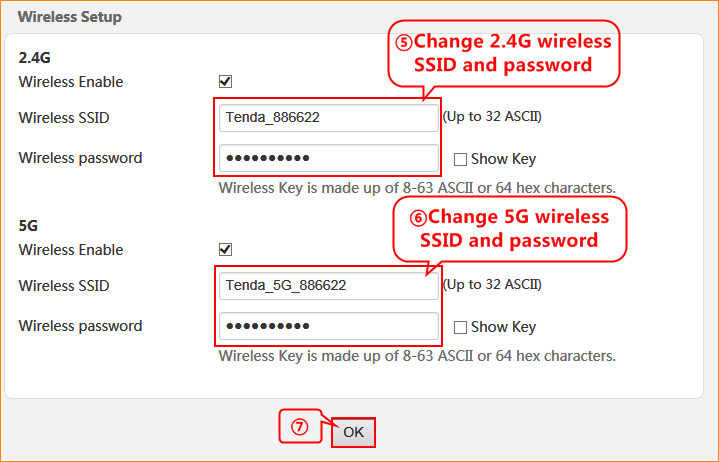 Wireless Setup
⑤Change 2.4G wireless
SSID and password
2.4G
Wireless Enable
Wireless SSID
Tenda_886622
(Up to 32 ASCII)
Wireless password
●●●●●●●●●●
Show Key
Wireless Key is made up of 8-63 ASCII or 64 hex characters.
⑥Change 5G wireless
SSID and password
5G
Wireless Enable
Wireless SSID
Tenda_5G_886622
(Up to 32 ASCII)
Wireless password
●●●●●●●●●●
Show Key
Wireless Key is made up of 8-63 ASCII or 64 hex characters.
⑦
OK